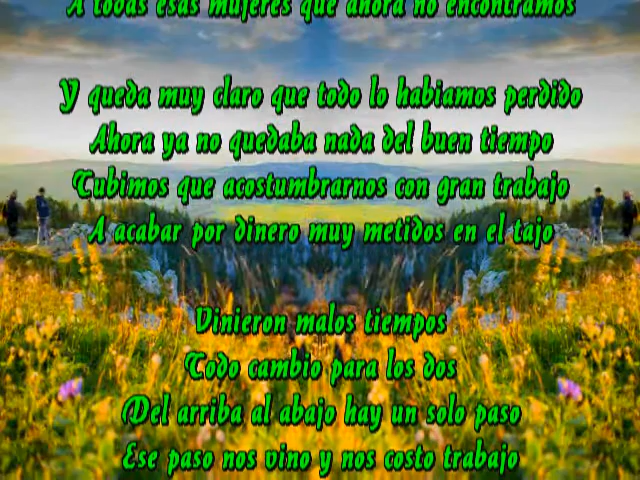 A todas esas mujeres que ahora no encontramos
Y queda muy claro que todo lo habiamos perdido
Ahora ya no quedaba nada del buen tiempo
Tubimos que acostumbrarnos con gran trabajo
A acabar por dinero muy metidos en el tajo
Vinieron malos tiempos
Todo cambio para los dos
Del arriba al abajo hay un solo paso
Ese paso nos vino y nos costo trabajo